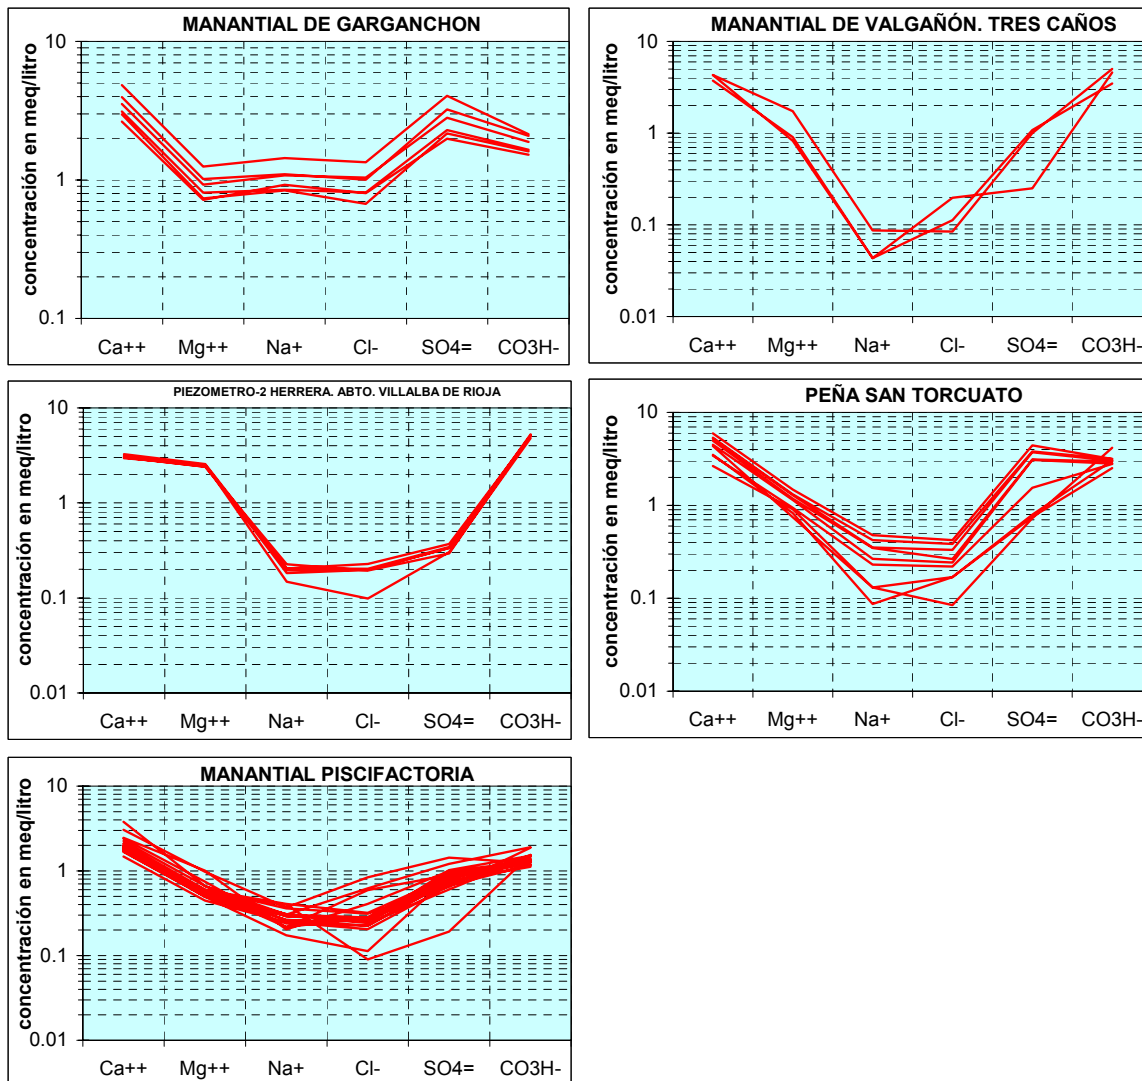 MANANTIAL DE GARGANCHON
concentración en meq/litro
10
1
0.1
Ca++ Mg++ Na+ Cl- SO4= CO3H-
MANANTIAL DE VALGAÑÓN. TRES CAÑOS
concentración en meq/litro
10
1
0.1
0.01
Ca++ Mg++ Na+ Cl- SO4= CO3H-
PIEZOMETRO-2 HERRERA. ABTO. VILLALBA DE RIOJA
concentración en meq/litro
10
1
0.1
0.01
Ca++ Mg++ Na+ Cl- SO4= CO3H-
PEÑA SAN TORCUATO
concentración en meq/litro
10
1
0.1
0.01
Ca++ Mg++ Na+ Cl- SO4= CO3H-
MANANTIAL PISCIFACTORIA
concentración en meq/litro
10
1
0.1
0.01
Ca++ Mg++ Na+ Cl- SO4= CO3H-